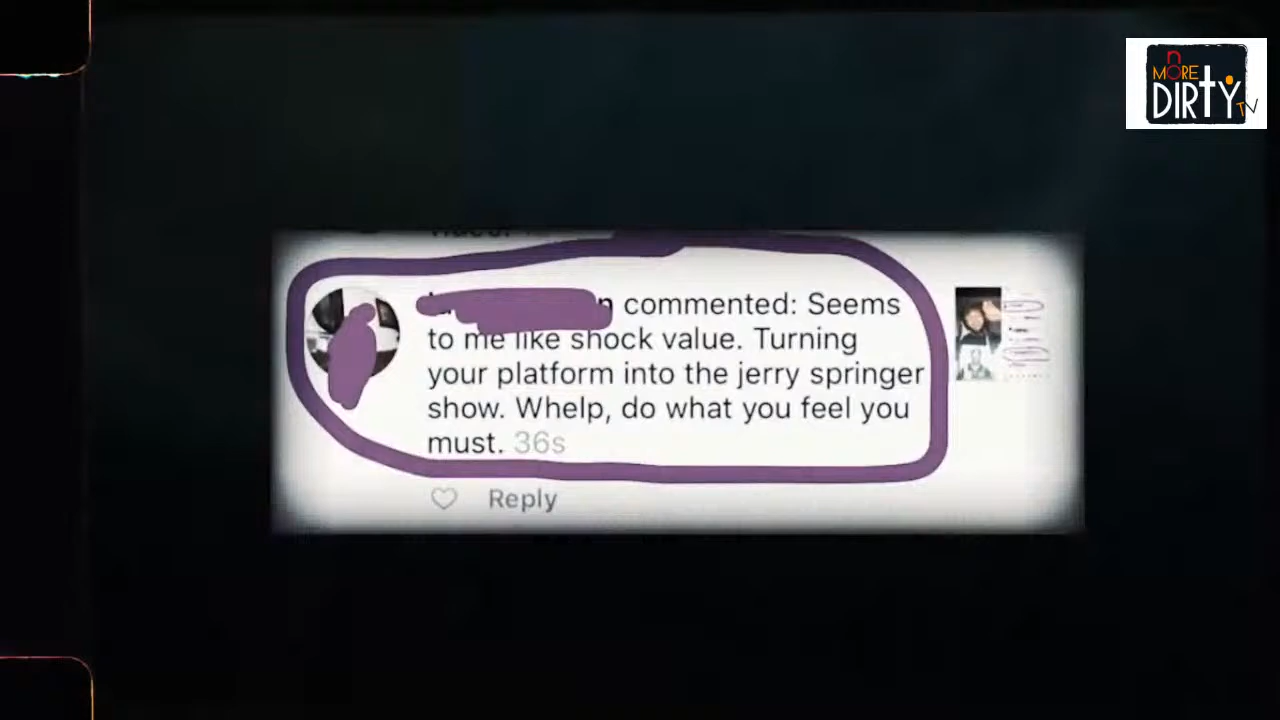 n
MORE
DIRTY
TV
n commented: Seems
to me like shock value. Turning
your platform into the jerry springer
show. Whelp, do what you feel you
must. 36s
Reply